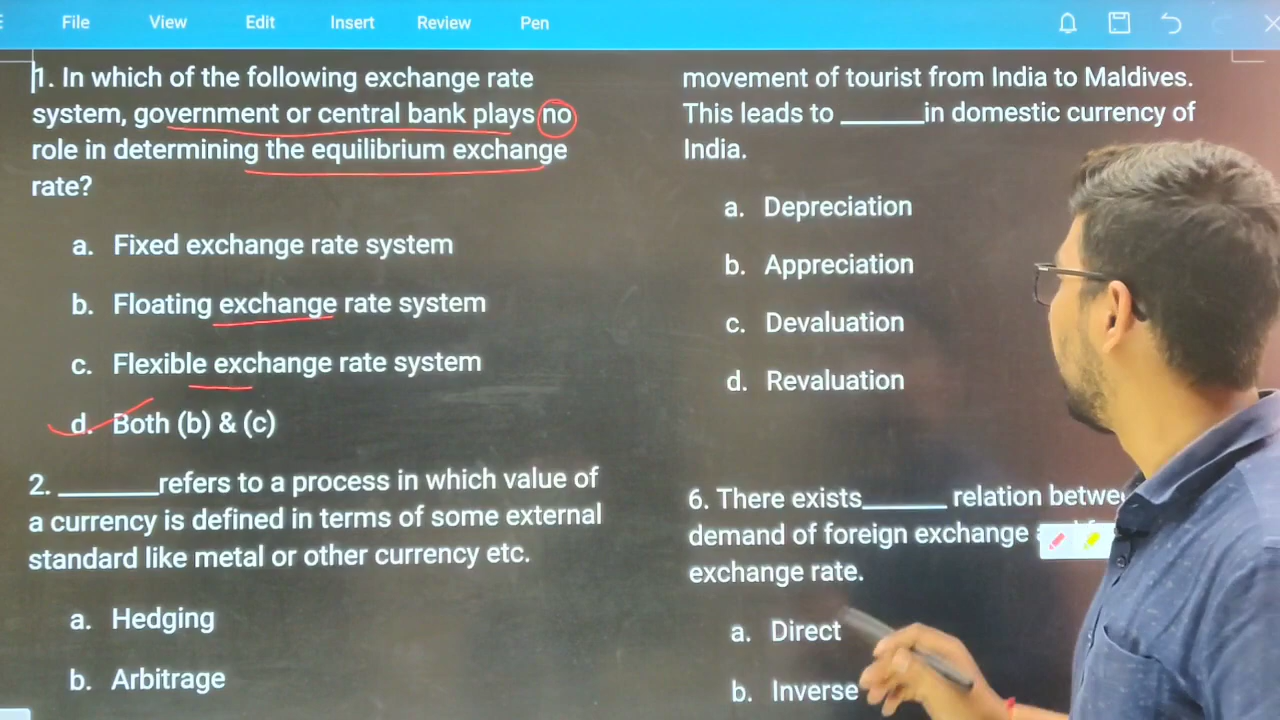 File View Edit Insert Review Pen
1. In which of the following exchange rate
system, government or central bank plays no
role in determining the equilibrium exchange
rate?
a. Fixed exchange rate system
b. Floating exchange rate system
c. Flexible exchange rate system
d. Both (b) & (c)
2. ______refers to a process in which value of
a currency is defined in terms of some external
standard like metal or other currency etc.
a. Hedging
b. Arbitrage
movement of tourist from India to Maldives.
This leads to ______in domestic currency of
India.
a. Depreciation
b. Appreciation
c. Devaluation
d. Revaluation
6. There exists______ relation
demand of foreign exchange
exchange rate.
a. Direct
b. Inverse